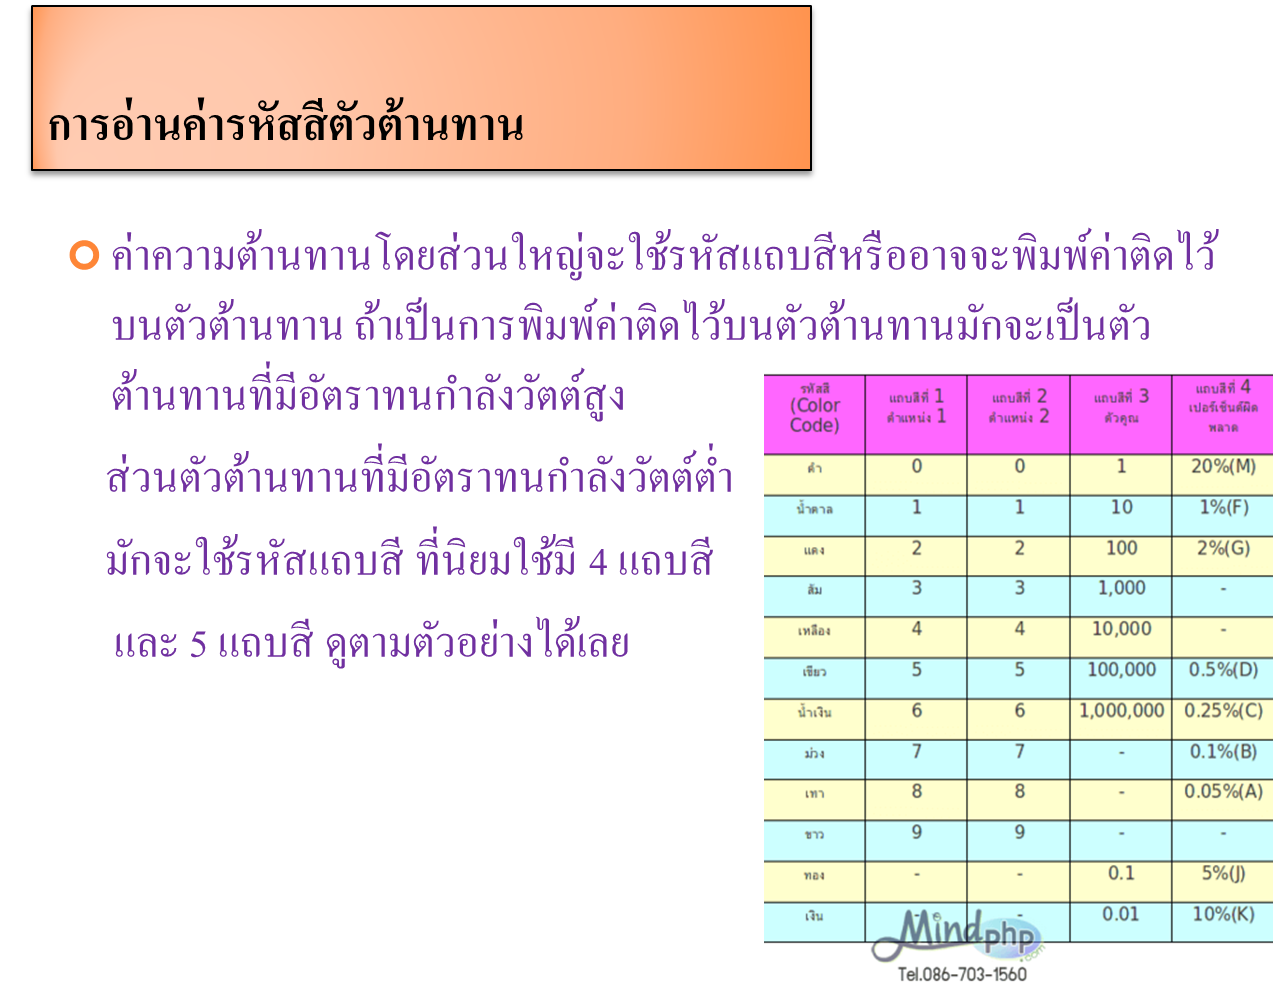 การอ่านค่ารหัสสีตัวต้านทาน
ค่าความต้านทานโดยส่วนใหญ่จะใช้รหัสแถบสีหรืออาจจะพิมพ์ค่าติดไว้
บนตัวต้านทาน ถ้าเป็นการพิมพ์ค่าติดไว้บนตัวต้านทานมักจะเป็นตัว
ต้านทานที่มีอัตราทนกำลังวัตต์สูง
ส่วนตัวต้านทานที่มีอัตราทนกำลังวัตต์ต่ำ
มักจะใช้รหัสแถบสี ที่นิยมใช้มี 4 แถบสี
และ 5 แถบสี ดูตามตัวอย่างได้เลย
รหัสสี (Color Code) แถบสีที่ 1 ตำแหน่ง 1 แถบสีที่ 2 ตำแหน่ง 2 แถบสีที่ 3 ตัวคูณ แถบสีที่ 4 เปอร์เซ็นต์ผิดพลาด
ดำ 0 0 1 20%(M)
น้ำตาล 1 1 10 1%(F)
แดง 2 2 100 2%(G)
ส้ม 3 3 1,000 -
เหลือง 4 4 10,000 -
เขียว 5 5 100,000 0.5%(D)
น้ำเงิน 6 6 1,000,000 0.25%(C)
ม่วง 7 7 - 0.1%(B)
เทา 8 8 - 0.05%(A)
ขาว 9 9 - -
ทอง - - 0.1 5%(J)
เงิน - - 0.01 10%(K)
Mindphp.com
Tel.086-703-1560